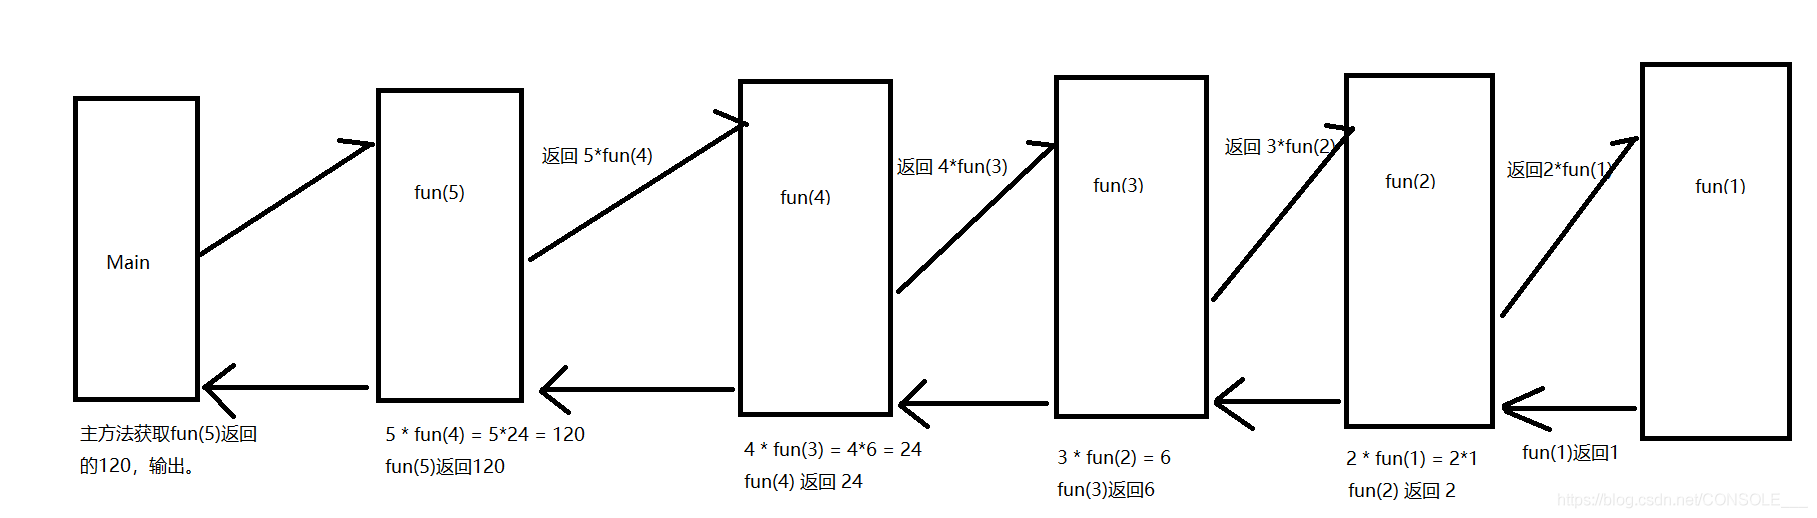 Main
fun(5)
返回 5*fun(4)
fun(4)
返回 4*fun(3)
fun(3)
返回 3*fun(2)
fun(2)
返回2*fun(1)
fun(1)
主方法获取fun(5)返回
的120，输出。
5 * fun(4) = 5*24 = 120
fun(5)返回120
4 * fun(3) = 4*6 = 24
fun(4) 返回 24
3 * fun(2) = 6
fun(3)返回6
2 * fun(1) = 2*1
fun(2) 返回 2
fun(1)返回1
https://blog.csdn.net/CONSOLE___